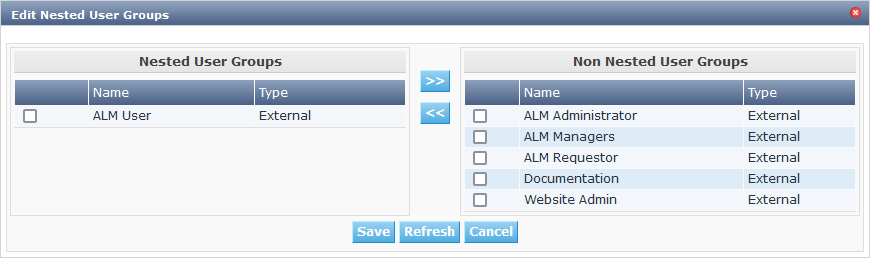 Edit Nested User Groups
Nested User Groups
Name Type
ALM User External
>>
<<
Non Nested User Groups
Name Type
ALM Administrator External
ALM Managers External
ALM Requestor External
Documentation External
Website Admin External
Save Refresh Cancel